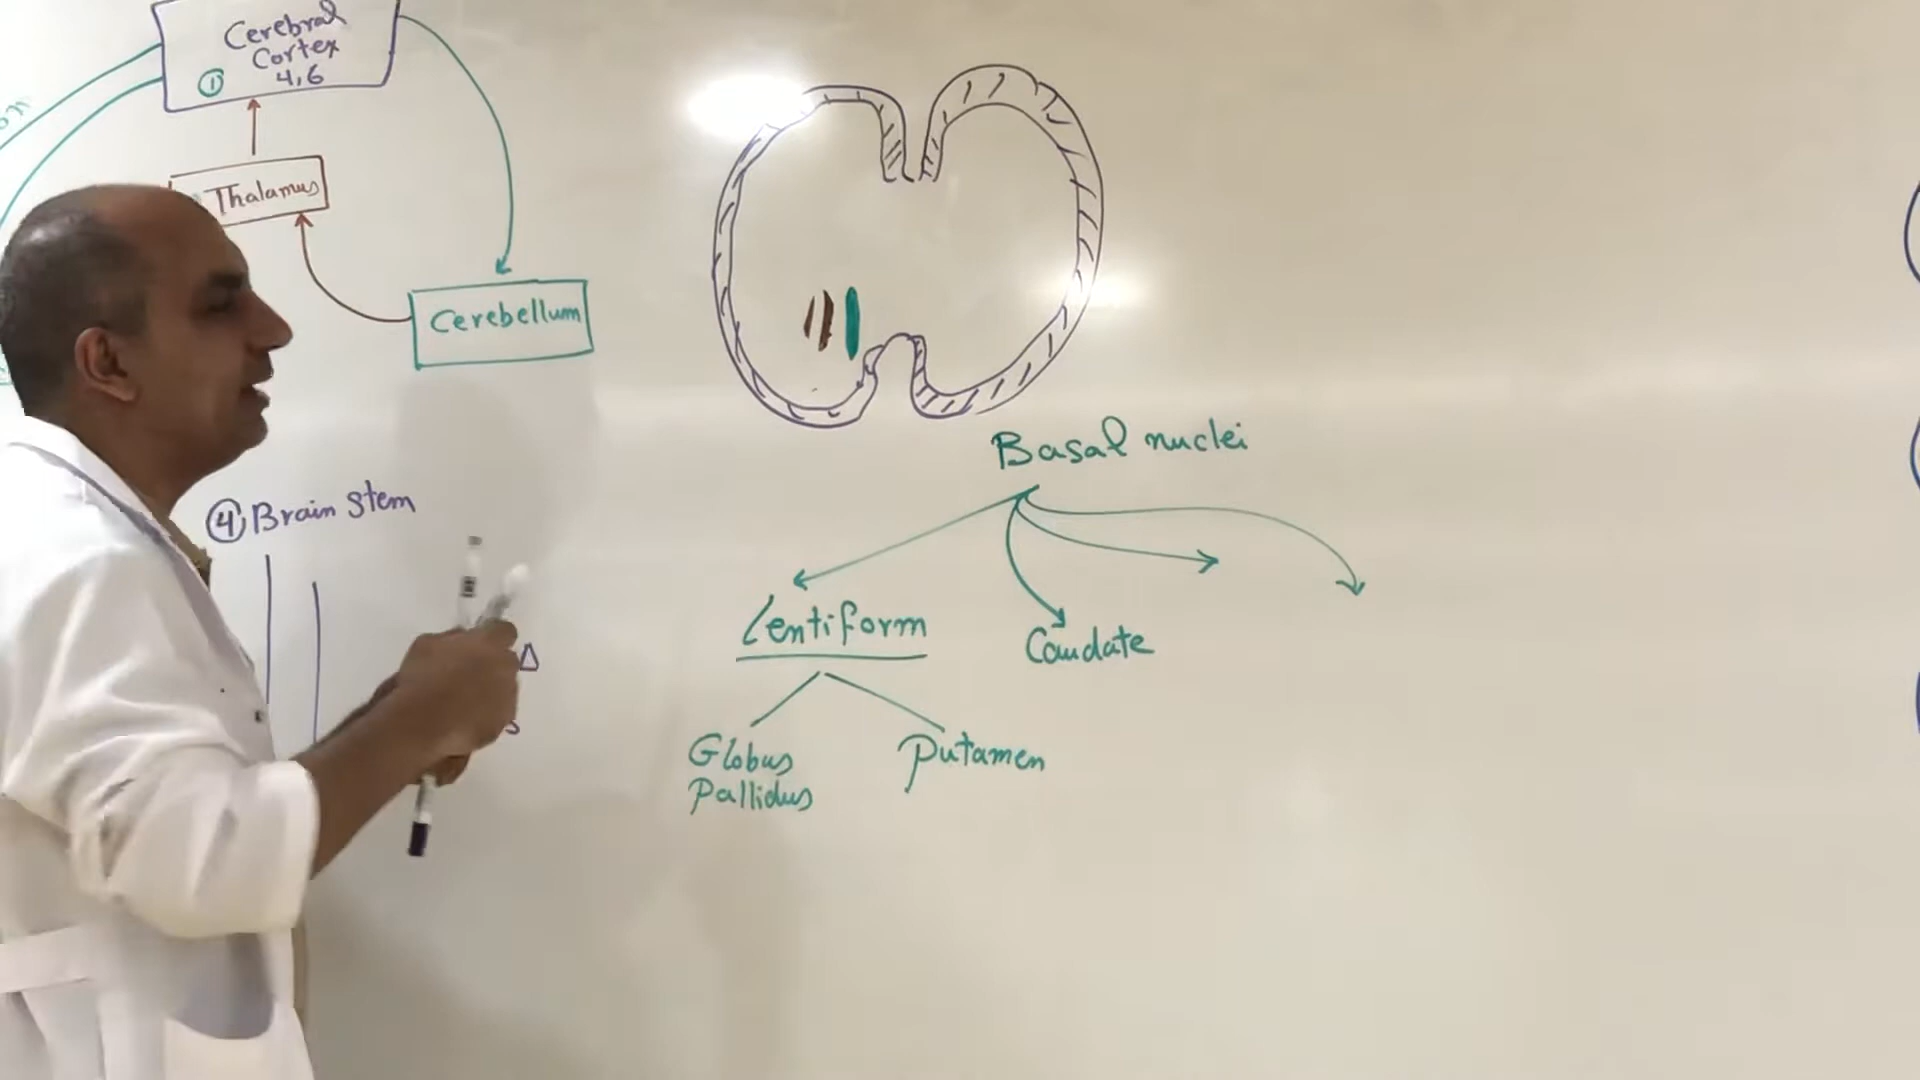 Cerebral
Cortex
① 4,6
Thalamus
Cerebellum
④ Brain stem
Basal nuclei
Lentiform
Caudate
Globus
Pallidus
Putamen